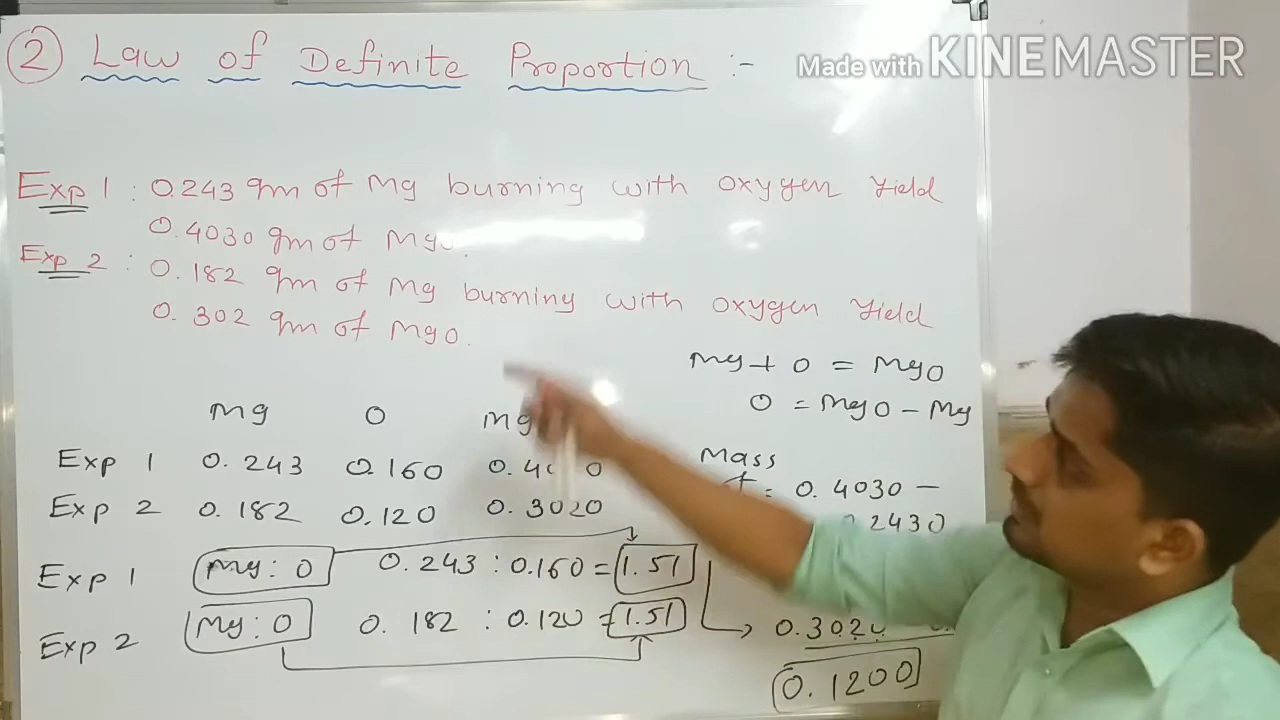 ② Law of Definite Proportion :-
Made with KINEMASTER
Exp 1 : 0.243 gm of Mg burning with oxygen yield
0.4030 gm of MgO.
Exp 2 : 0.182 gm of Mg burning with oxygen yield
0.302 gm of MgO.
Mg + O = MgO
O = MgO - Mg
Mg O Mg
Exp 1 0.243 0.160
Exp 2 0.182 0.120 0.3020
Mass
= 0.4030 -
2430
Exp 1 Mg : O 0.243 : 0.160 = 1.51
Exp 2 Mg : O 0.182 : 0.120 = 1.51
0.3020
0.1200